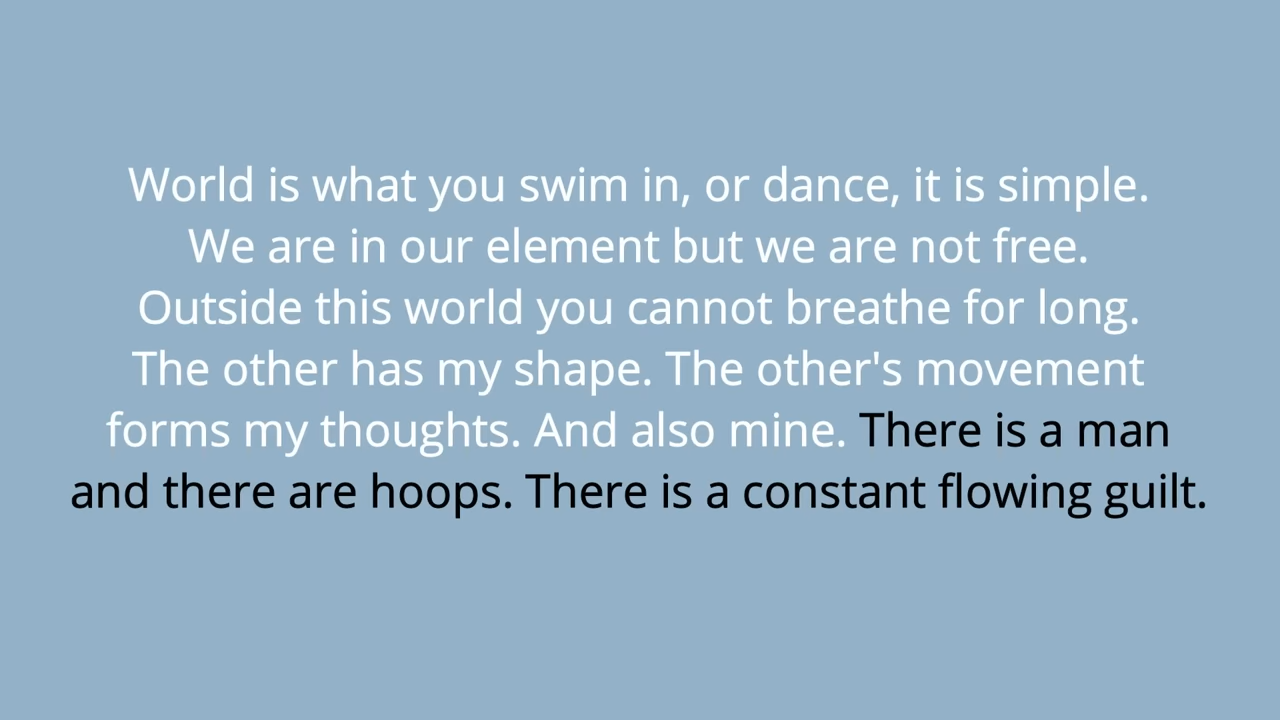 World is what you swim in, or dance, it is simple.
We are in our element but we are not free.
Outside this world you cannot breathe for long.
The other has my shape. The other's movement
forms my thoughts. And also mine. There is a man
and there are hoops. There is a constant flowing guilt.